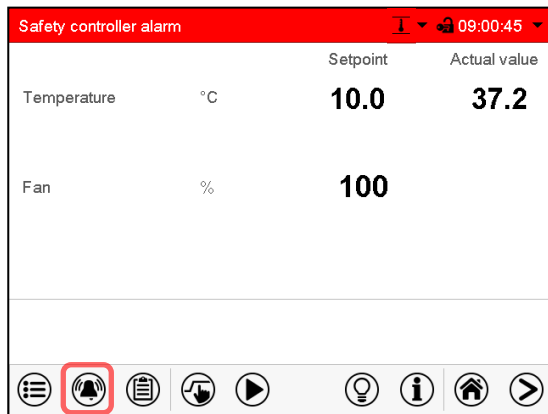 Safety controller alarm 09:00:45
Setpoint Actual value
Temperature °C 10.0 37.2
Fan % 100